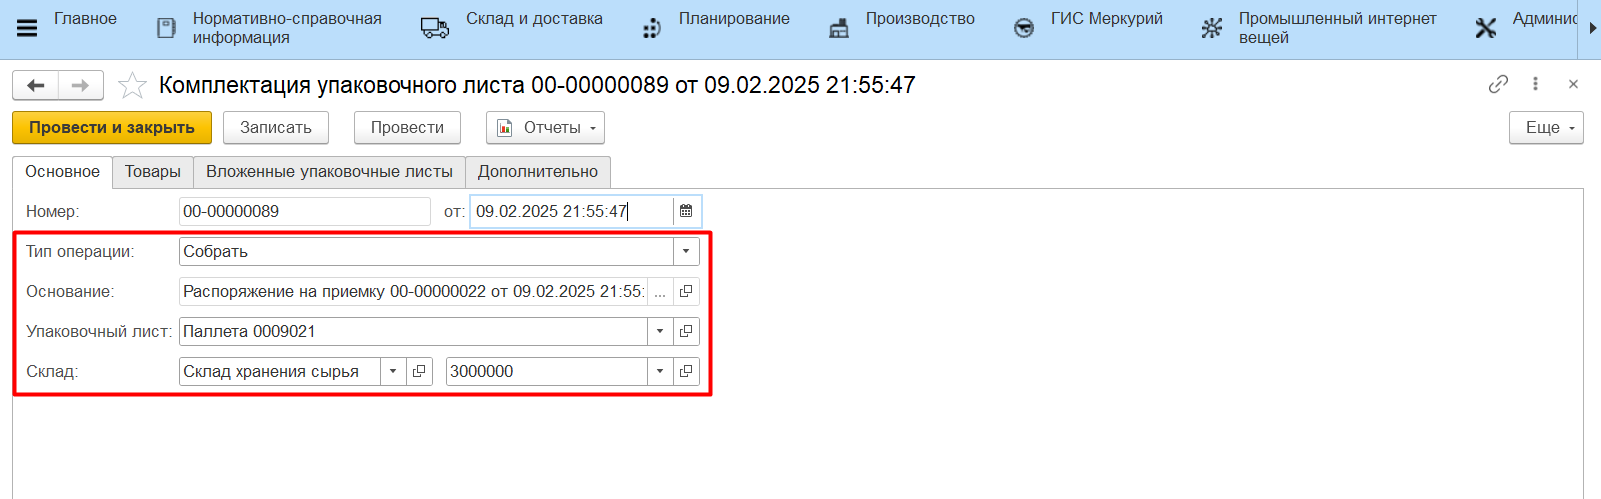 Главное
Нормативно-справочная
информация
Склад и доставка
Планирование
Производство
ГИС Меркурий
Промышленный интернет
вещей
Админис
Комплектация упаковочного листа 00-00000089 от 09.02.2025 21:55:47
Провести и закрыть
Записать
Провести
Отчеты
Еще
Основное
Товары
Вложенные упаковочные листы
Дополнительно
Номер: 00-00000089 от: 09.02.2025 21:55:47
Тип операции: Собрать
Основание: Распоряжение на приемку 00-00000022 от 09.02.2025 21:55: ...
Упаковочный лист: Паллета 0009021
Склад: Склад хранения сырья 3000000